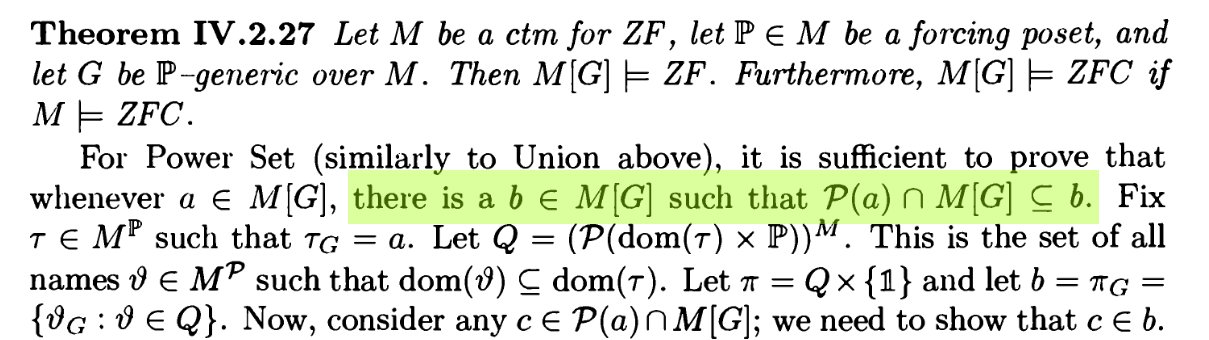 Theorem IV.2.27 Let M be a ctm for ZF, let ℙ ∈ M be a forcing poset, and
let G be ℙ-generic over M. Then M[G] ⊨ ZF. Furthermore, M[G] ⊨ ZFC if
M ⊨ ZFC.
For Power Set (similarly to Union above), it is sufficient to prove that
whenever a ∈ M[G], there is a b ∈ M[G] such that 𝒫(a) ∩ M[G] ⊆ b. Fix
τ ∈ M^ℙ such that τ_G = a. Let Q = (𝒫(dom(τ) × ℙ))^M. This is the set of all
names ϑ ∈ M^𝒫 such that dom(ϑ) ⊆ dom(τ). Let π = Q × {𝟙} and let b = π_G =
{ϑ_G : ϑ ∈ Q}. Now, consider any c ∈ 𝒫(a) ∩ M[G]; we need to show that c ∈ b.